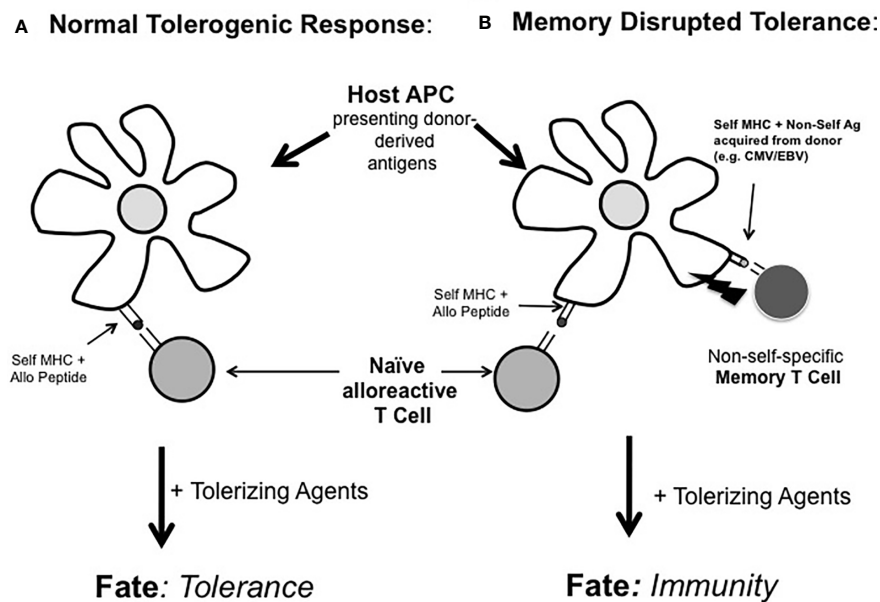 A Normal Tolerogenic Response:
B Memory Disrupted Tolerance:
Host APC
presenting donor-
derived
antigens
Self MHC + Non-Self Ag
acquired from donor
(e.g. CMV/EBV)
Self MHC +
Allo Peptide
Self MHC +
Allo Peptide
Naïve
alloreactive
T Cell
Non-self-specific
Memory T Cell
+ Tolerizing Agents
+ Tolerizing Agents
Fate: Tolerance
Fate: Immunity